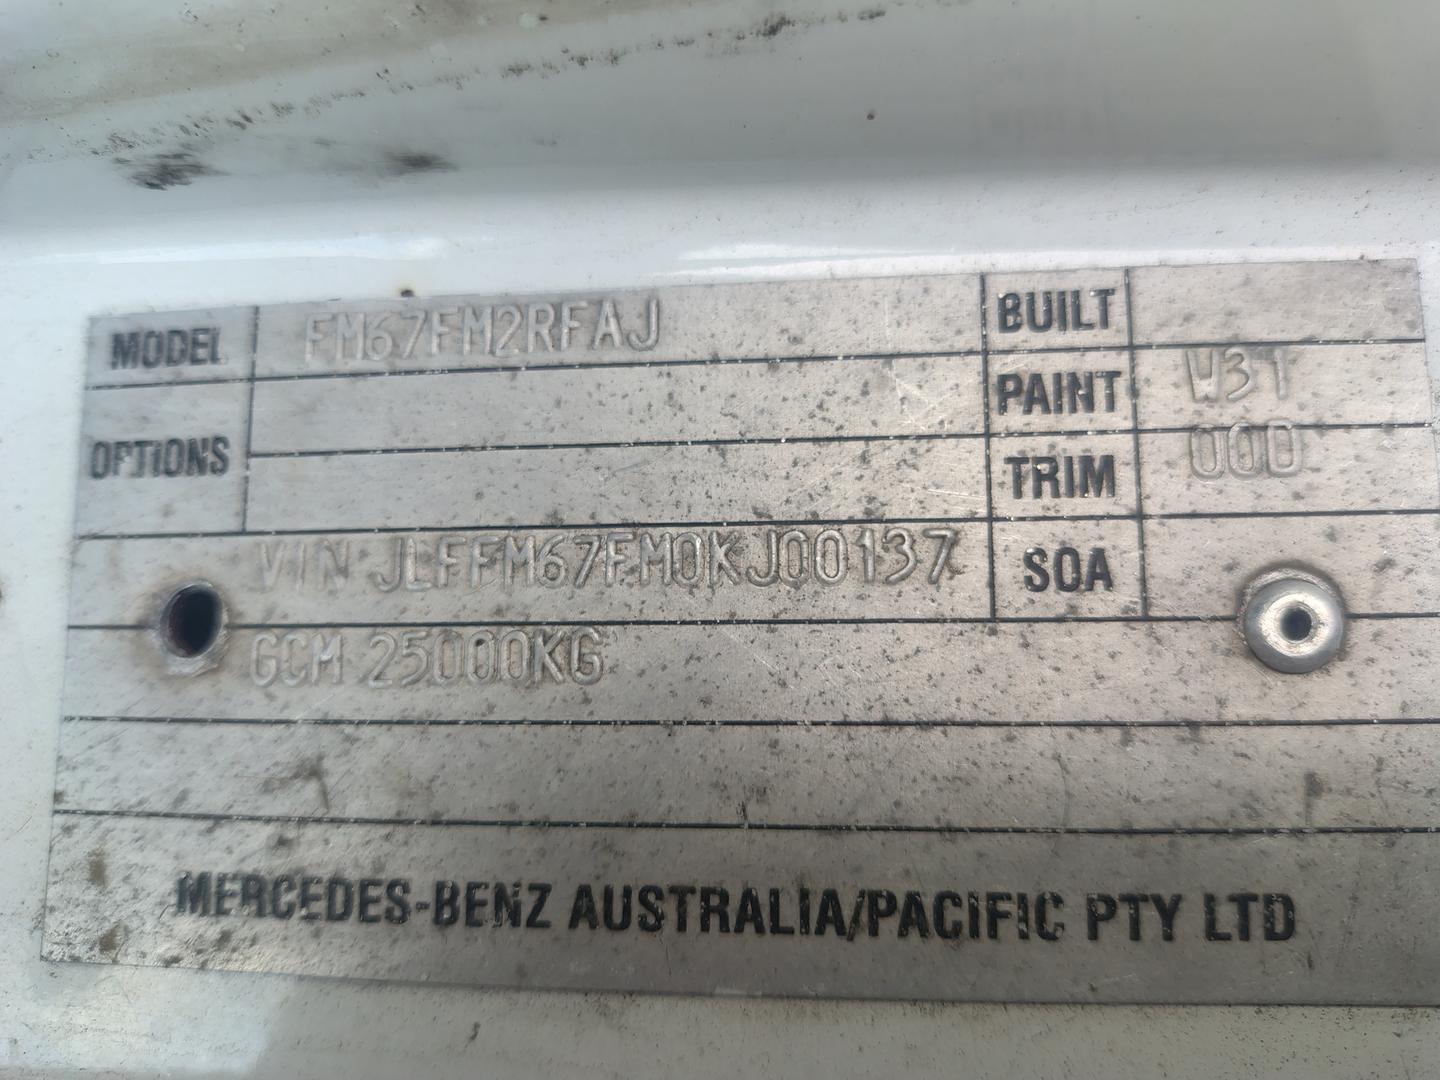 MODEL FM67FM2RFAJ BUILT
PAINT W31
OPTIONS TRIM 000
VIN JLFFM67FM0KJ00137 SOA
GCM 25000KG
MERCEDES-BENZ AUSTRALIA/PACIFIC PTY LTD